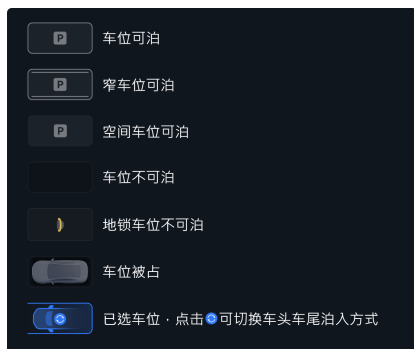 P 车位可泊
P 窄车位可泊
P 空间车位可泊
车位不可泊
地锁车位不可泊
车位被占
已选车位 · 点击可切换车头车尾泊入方式